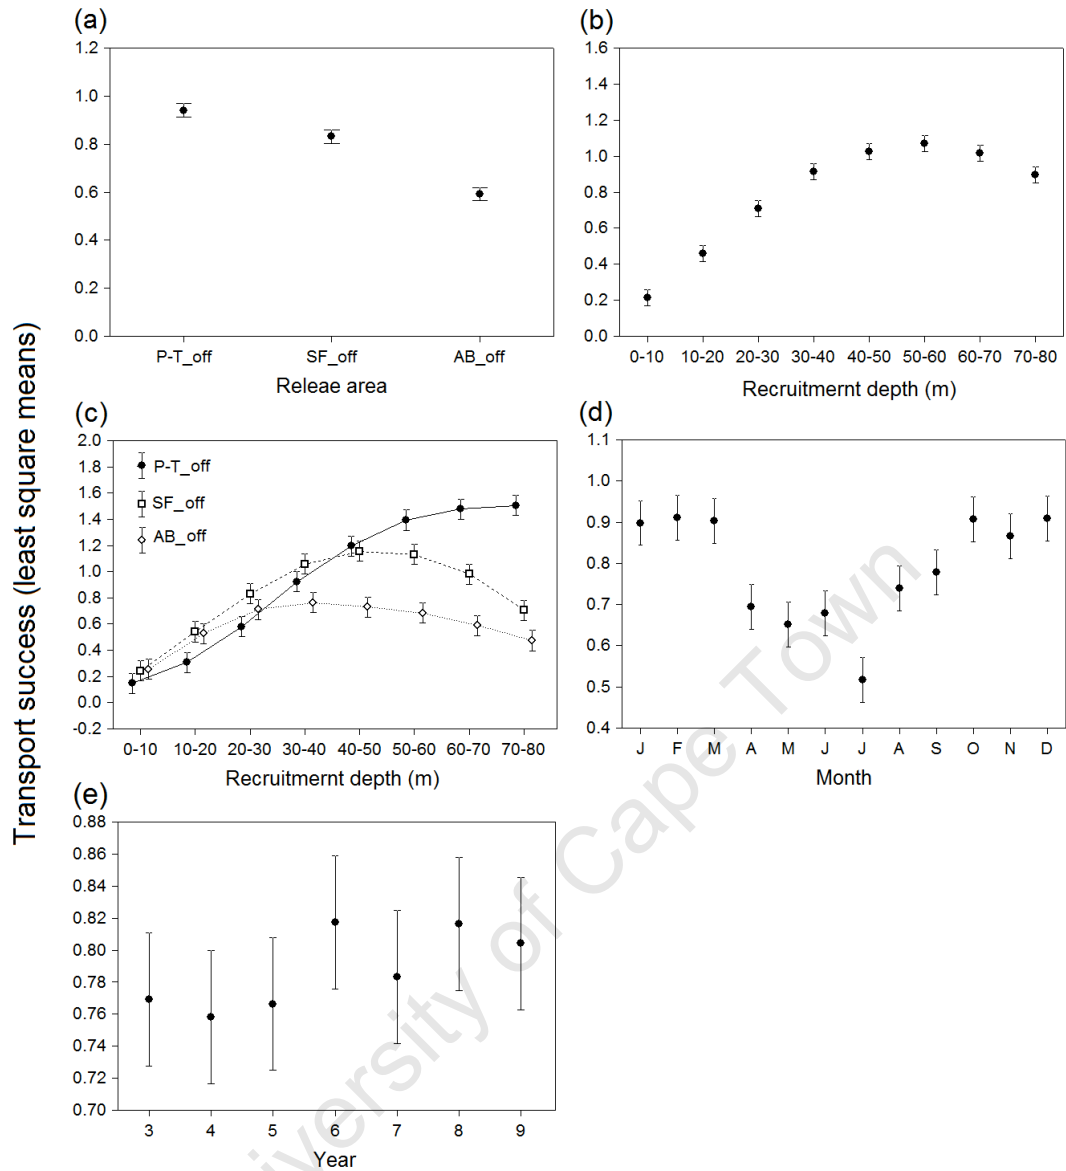 (a)
1.2
1.0
0.8
0.6
0.4
0.2
0.0
P-T_off SF_off AB_off
Releae area
(b)
1.6
1.4
1.2
1.0
0.8
0.6
0.4
0.2
0.0
0-10 10-20 20-30 30-40 40-50 50-60 60-70 70-80
Recruitmernt depth (m)
Transport success (least square means)
(c)
2.0
1.8
1.6
1.4
1.2
1.0
0.8
0.6
0.4
0.2
0.0
-0.2
P-T_off
SF_off
AB_off
0-10 10-20 20-30 30-40 40-50 50-60 60-70 70-80
Recruitmernt depth (m)
(d)
1.1
1.0
0.9
0.8
0.7
0.6
0.5
0.4
J F M A M J J A S O N D
Month
(e)
0.88
0.86
0.84
0.82
0.80
0.78
0.76
0.74
0.72
0.70
3 4 5 6 7 8 9
Year
iversity of Cape Town